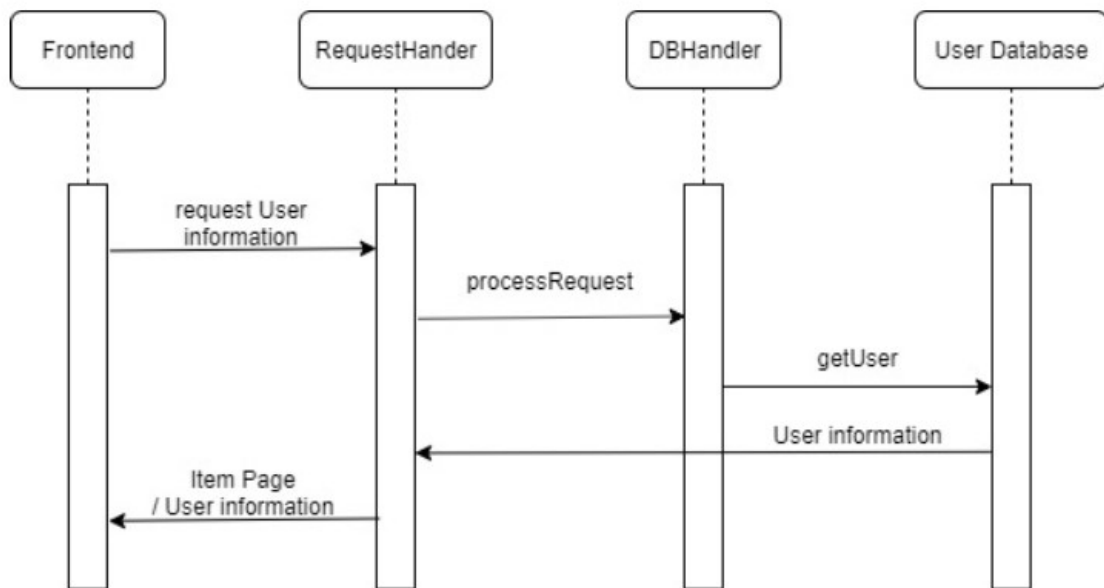 Frontend
RequestHander
DBHandler
User Database
request User
information
processRequest
getUser
User information
Item Page
/ User information